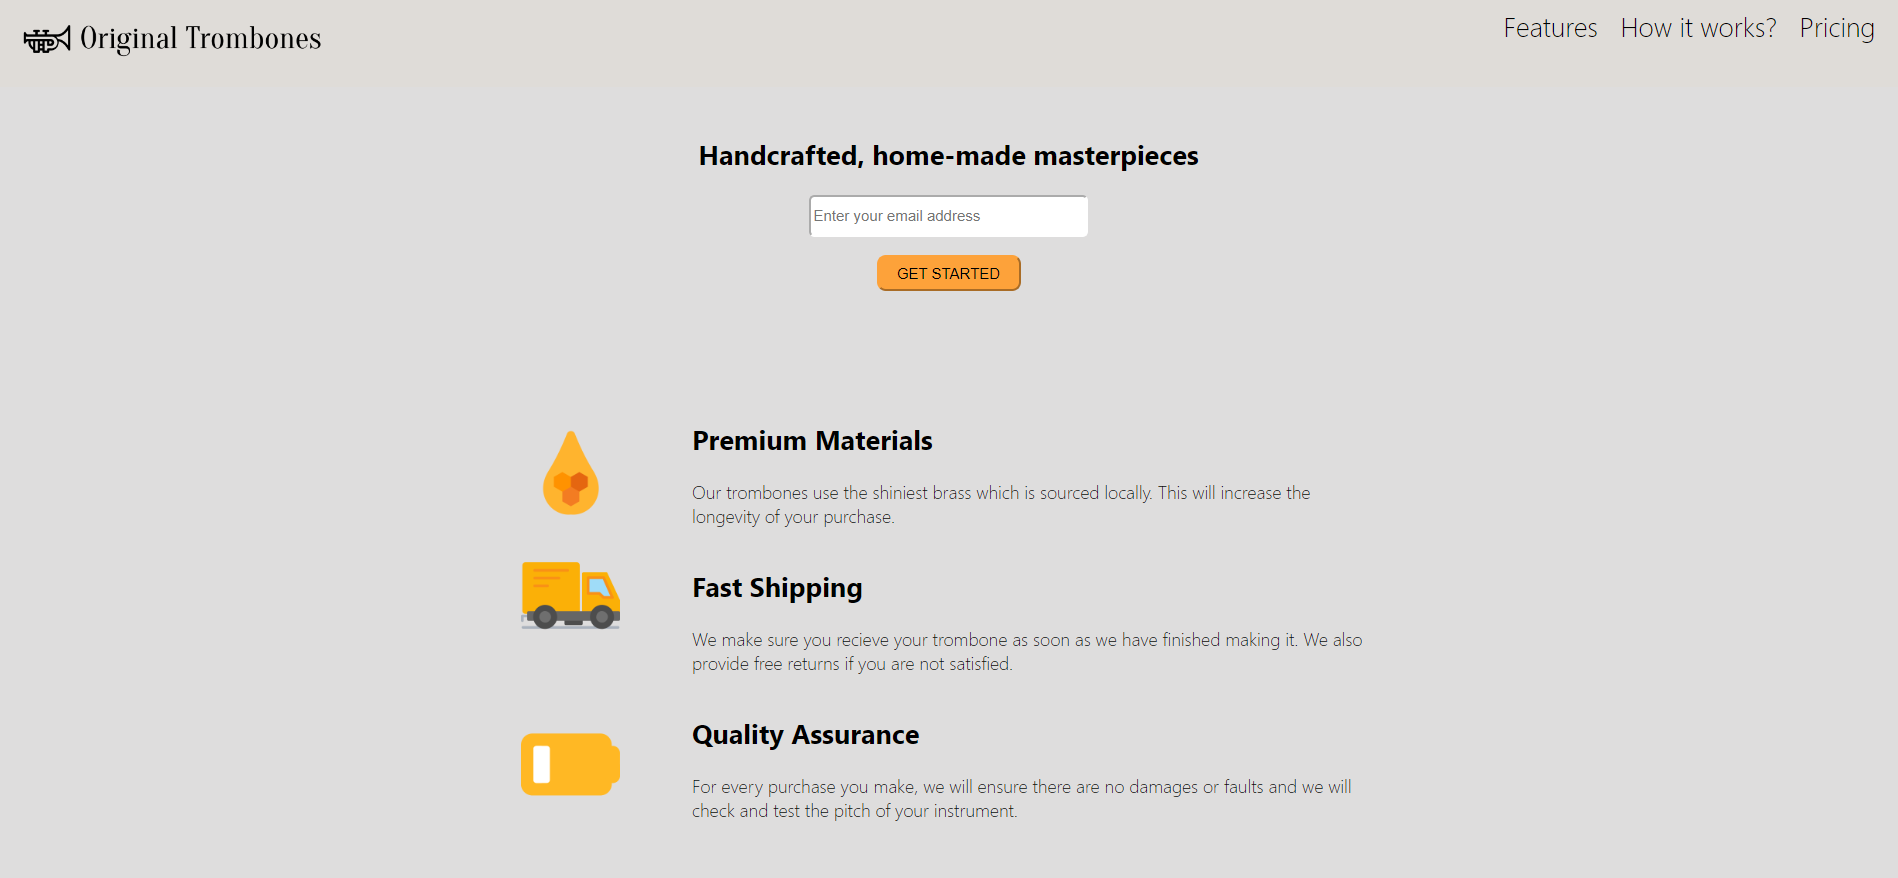 Original Trombones
Features How it works? Pricing
Handcrafted, home-made masterpieces
Enter your email address
GET STARTED
Premium Materials
Our trombones use the shiniest brass which is sourced locally. This will increase the
longevity of your purchase.
Fast Shipping
We make sure you recieve your trombone as soon as we have finished making it. We also
provide free returns if you are not satisfied.
Quality Assurance
For every purchase you make, we will ensure there are no damages or faults and we will
check and test the pitch of your instrument.